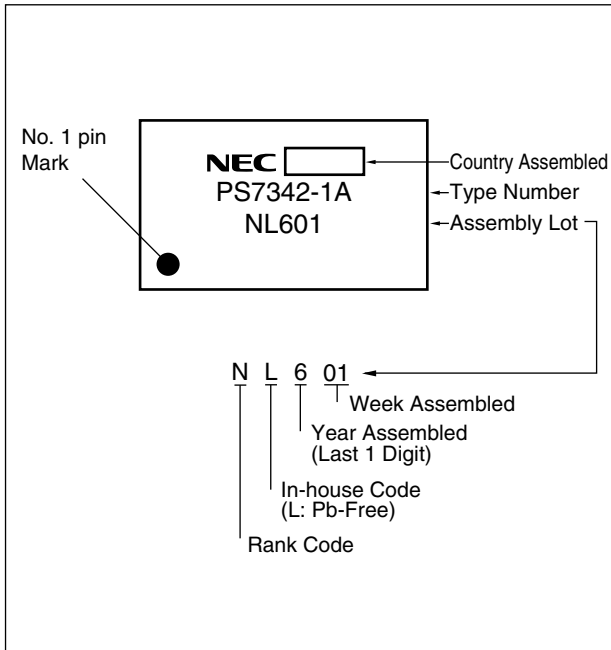 No. 1 pin
Mark
NEC
Country Assembled
PS7342-1A
Type Number
NL601
Assembly Lot
N L 6 01
Week Assembled
Year Assembled
(Last 1 Digit)
In-house Code
(L: Pb-Free)
Rank Code